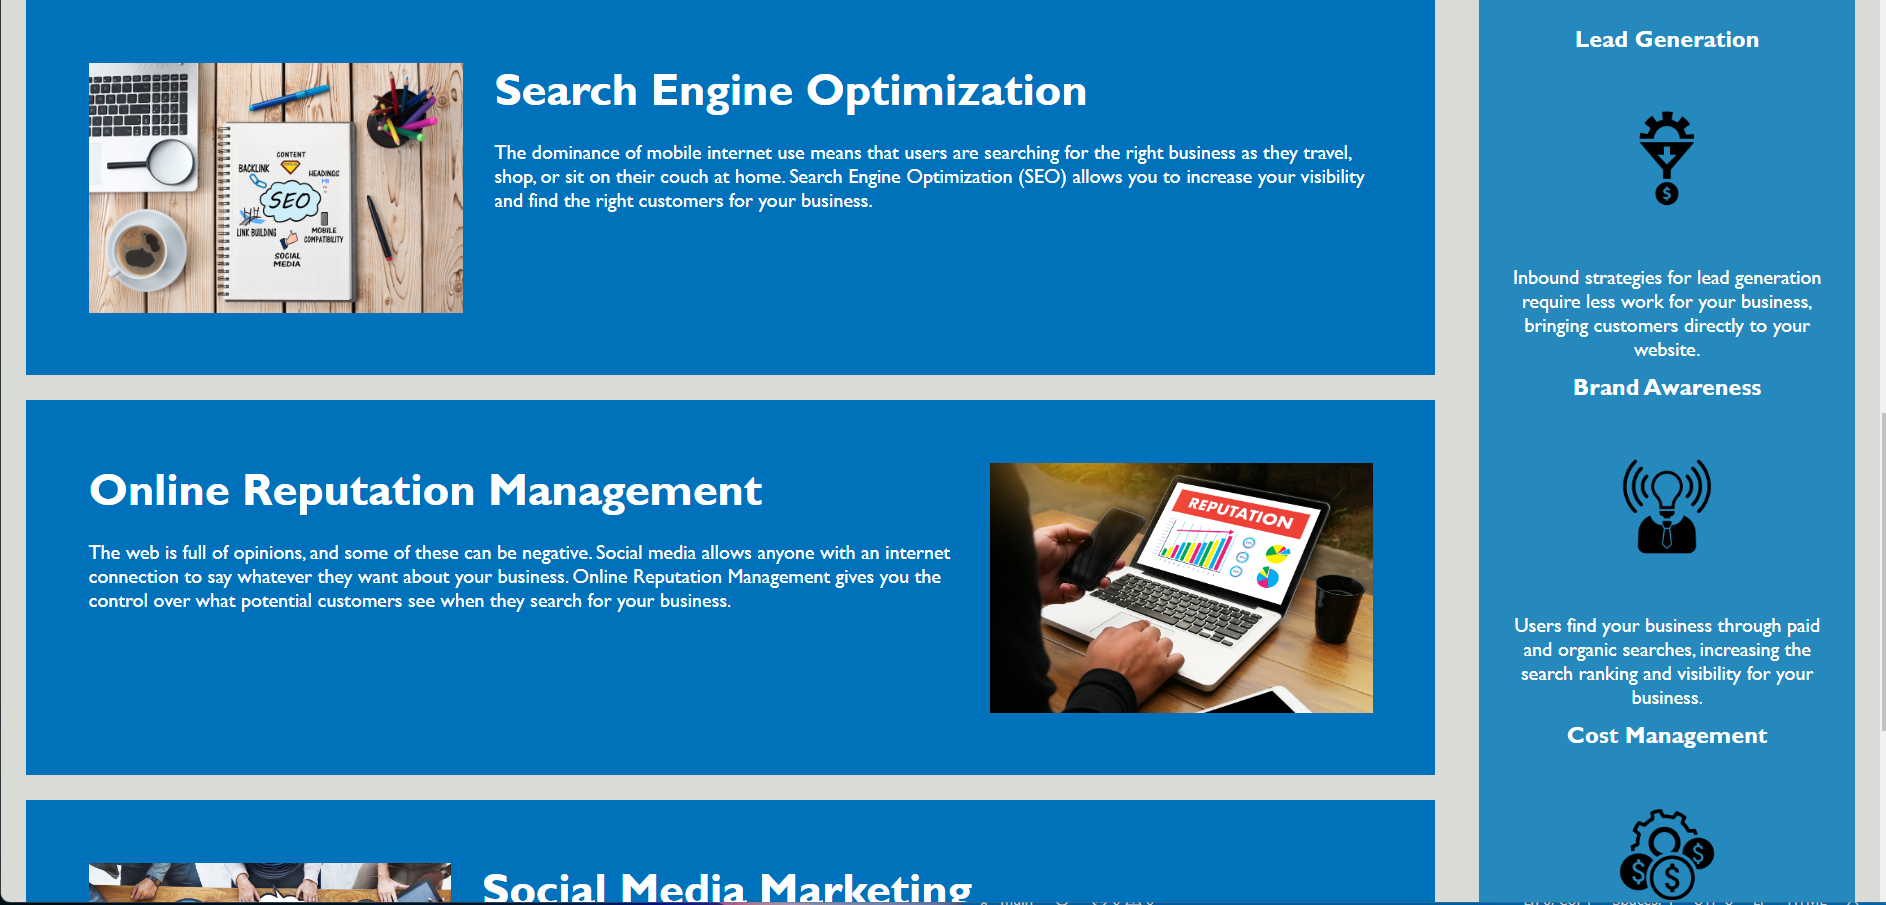 Search Engine Optimization
The dominance of mobile internet use means that users are searching for the right business as they travel,
shop, or sit on their couch at home. Search Engine Optimization (SEO) allows you to increase your visibility
and find the right customers for your business.
CONTENT
BACKLINK
HEADINGS
H1
SEO
LINK BUILDING
MOBILE
COMPATIBILITY
SOCIAL
MEDIA
Online Reputation Management
The web is full of opinions, and some of these can be negative. Social media allows anyone with an internet
connection to say whatever they want about your business. Online Reputation Management gives you the
control over what potential customers see when they search for your business.
REPUTATION
Social Media Marketing
Lead Generation
$
Inbound strategies for lead generation
require less work for your business,
bringing customers directly to your
website.
Brand Awareness
Users find your business through paid
and organic searches, increasing the
search ranking and visibility for your
business.
Cost Management
$
$
$